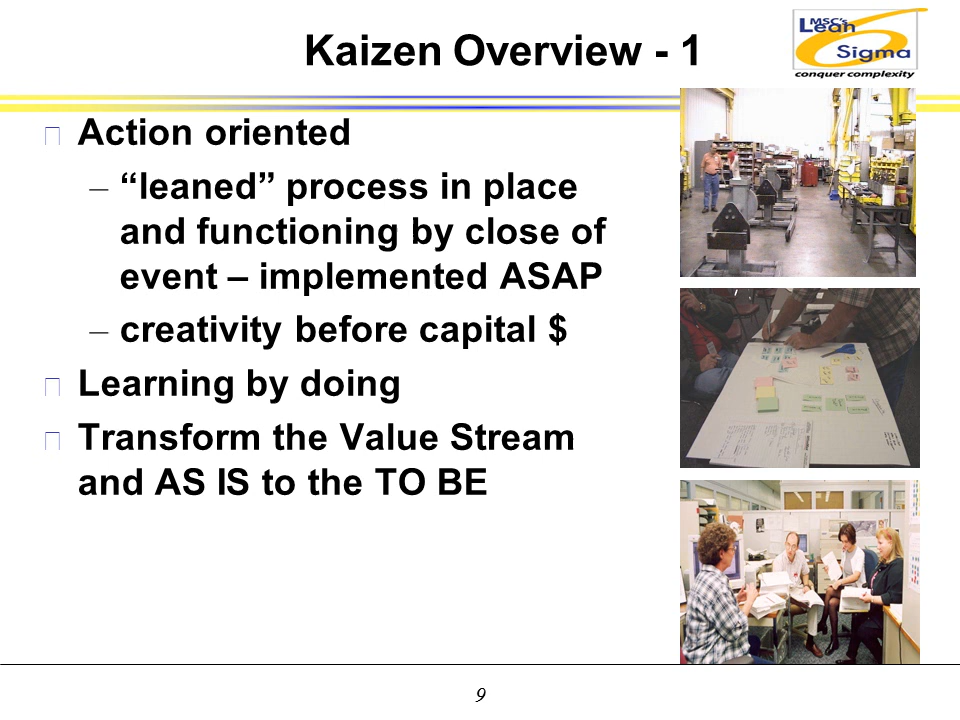 Kaizen Overview - 1
MSC's
Lean
Sigma
conquer complexity
Action oriented
– “leaned” process in place
and functioning by close of
event – implemented ASAP
– creativity before capital $
Learning by doing
Transform the Value Stream
and AS IS to the TO BE
9